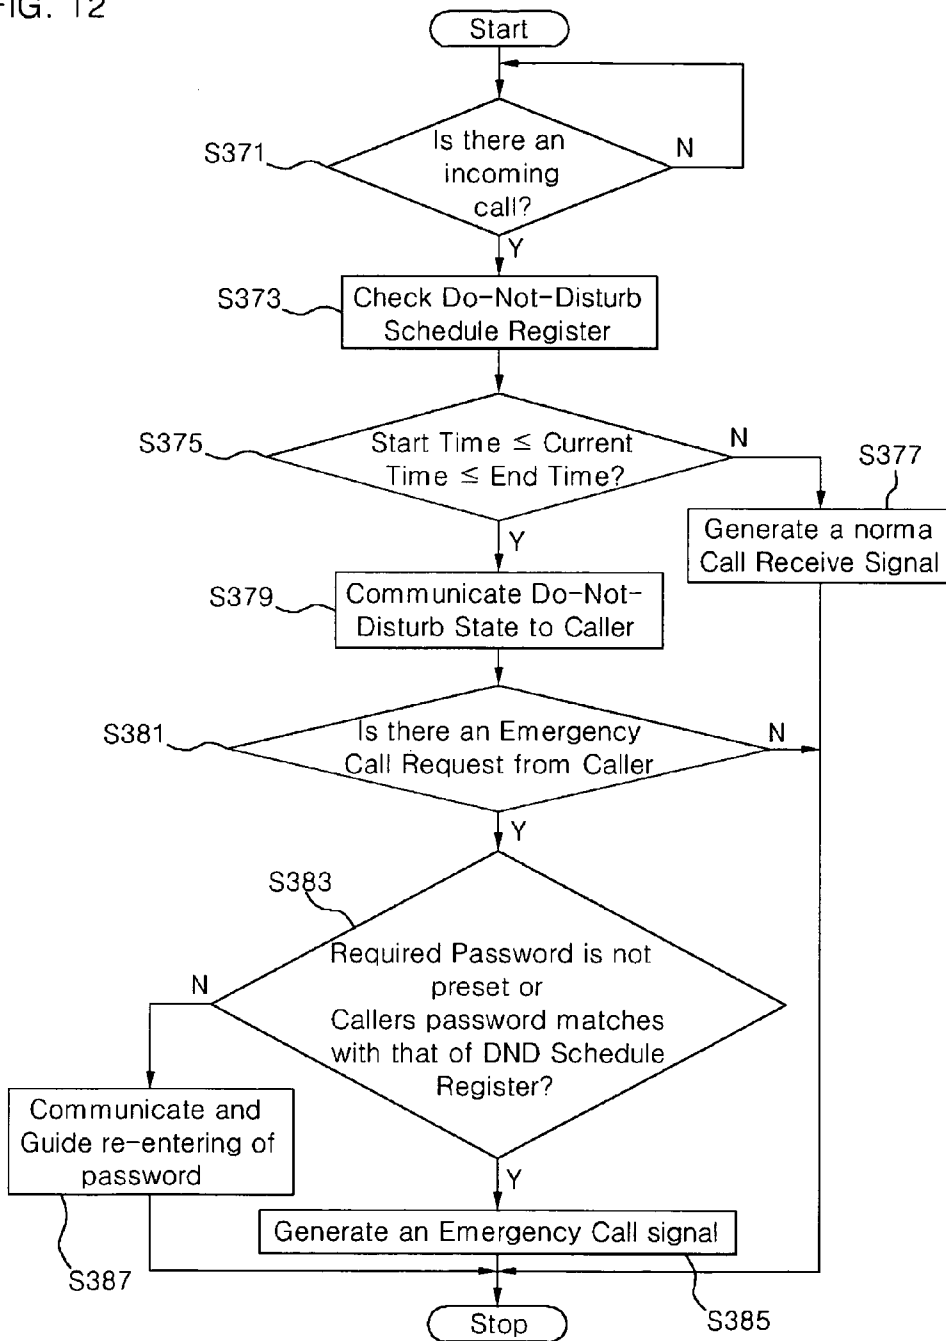 FIG. 12
Start
S371
Is there an
incoming
call?
N
Y
S373
Check Do-Not-Disturb
Schedule Register
S375
Start Time ≤ Current
Time ≤ End Time?
N
S377
Y
Generate a norma
Call Receive Signal
S379
Communicate Do-Not-
Disturb State to Caller
S381
Is there an Emergency
Call Request from Caller
N
Y
S383
Required Password is not
preset or
Callers password matches
with that of DND Schedule
Register?
N
Communicate and
Guide re-entering of
password
Y
Generate an Emergency Call signal
S387
S385
Stop